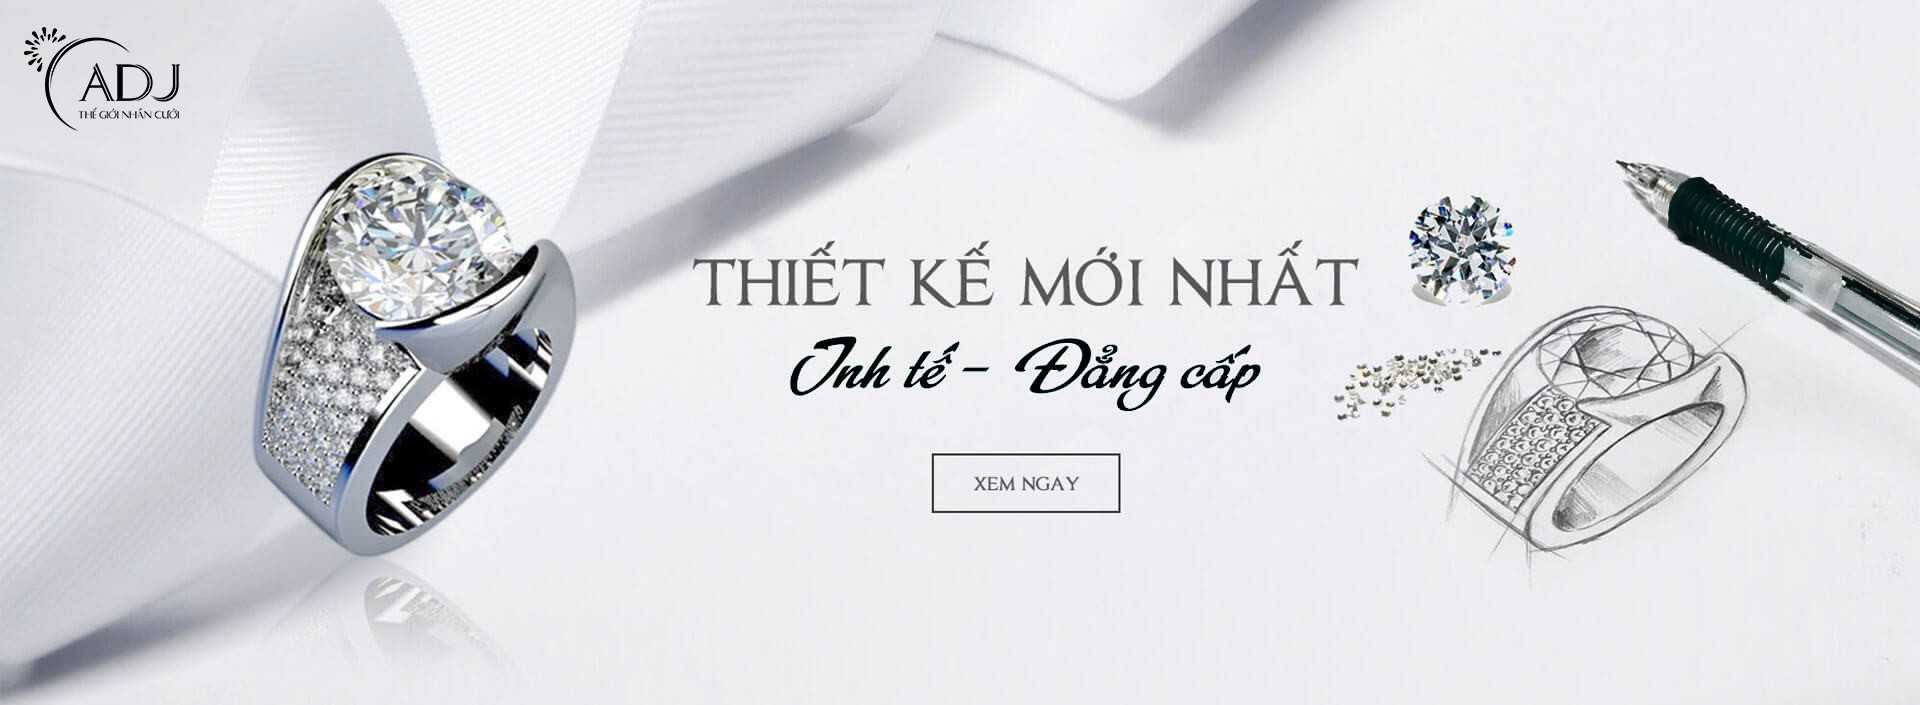 ADJ
THẾ GIỚI NHẪN CƯỚI
THIẾT KẾ MỚI NHẤT
Inh tế – Đẳng cấp
XEM NGAY